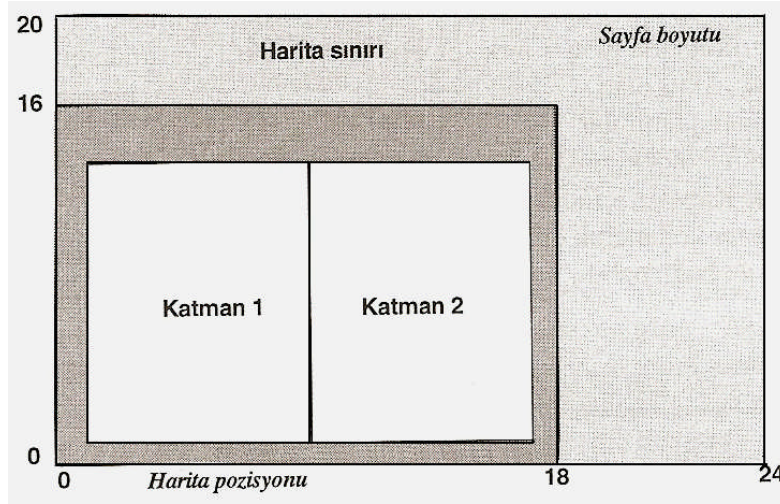 20
Sayfa boyutu
Harita sınırı
16
Katman 1
Katman 2
0
0
Harita pozisyonu
18
24